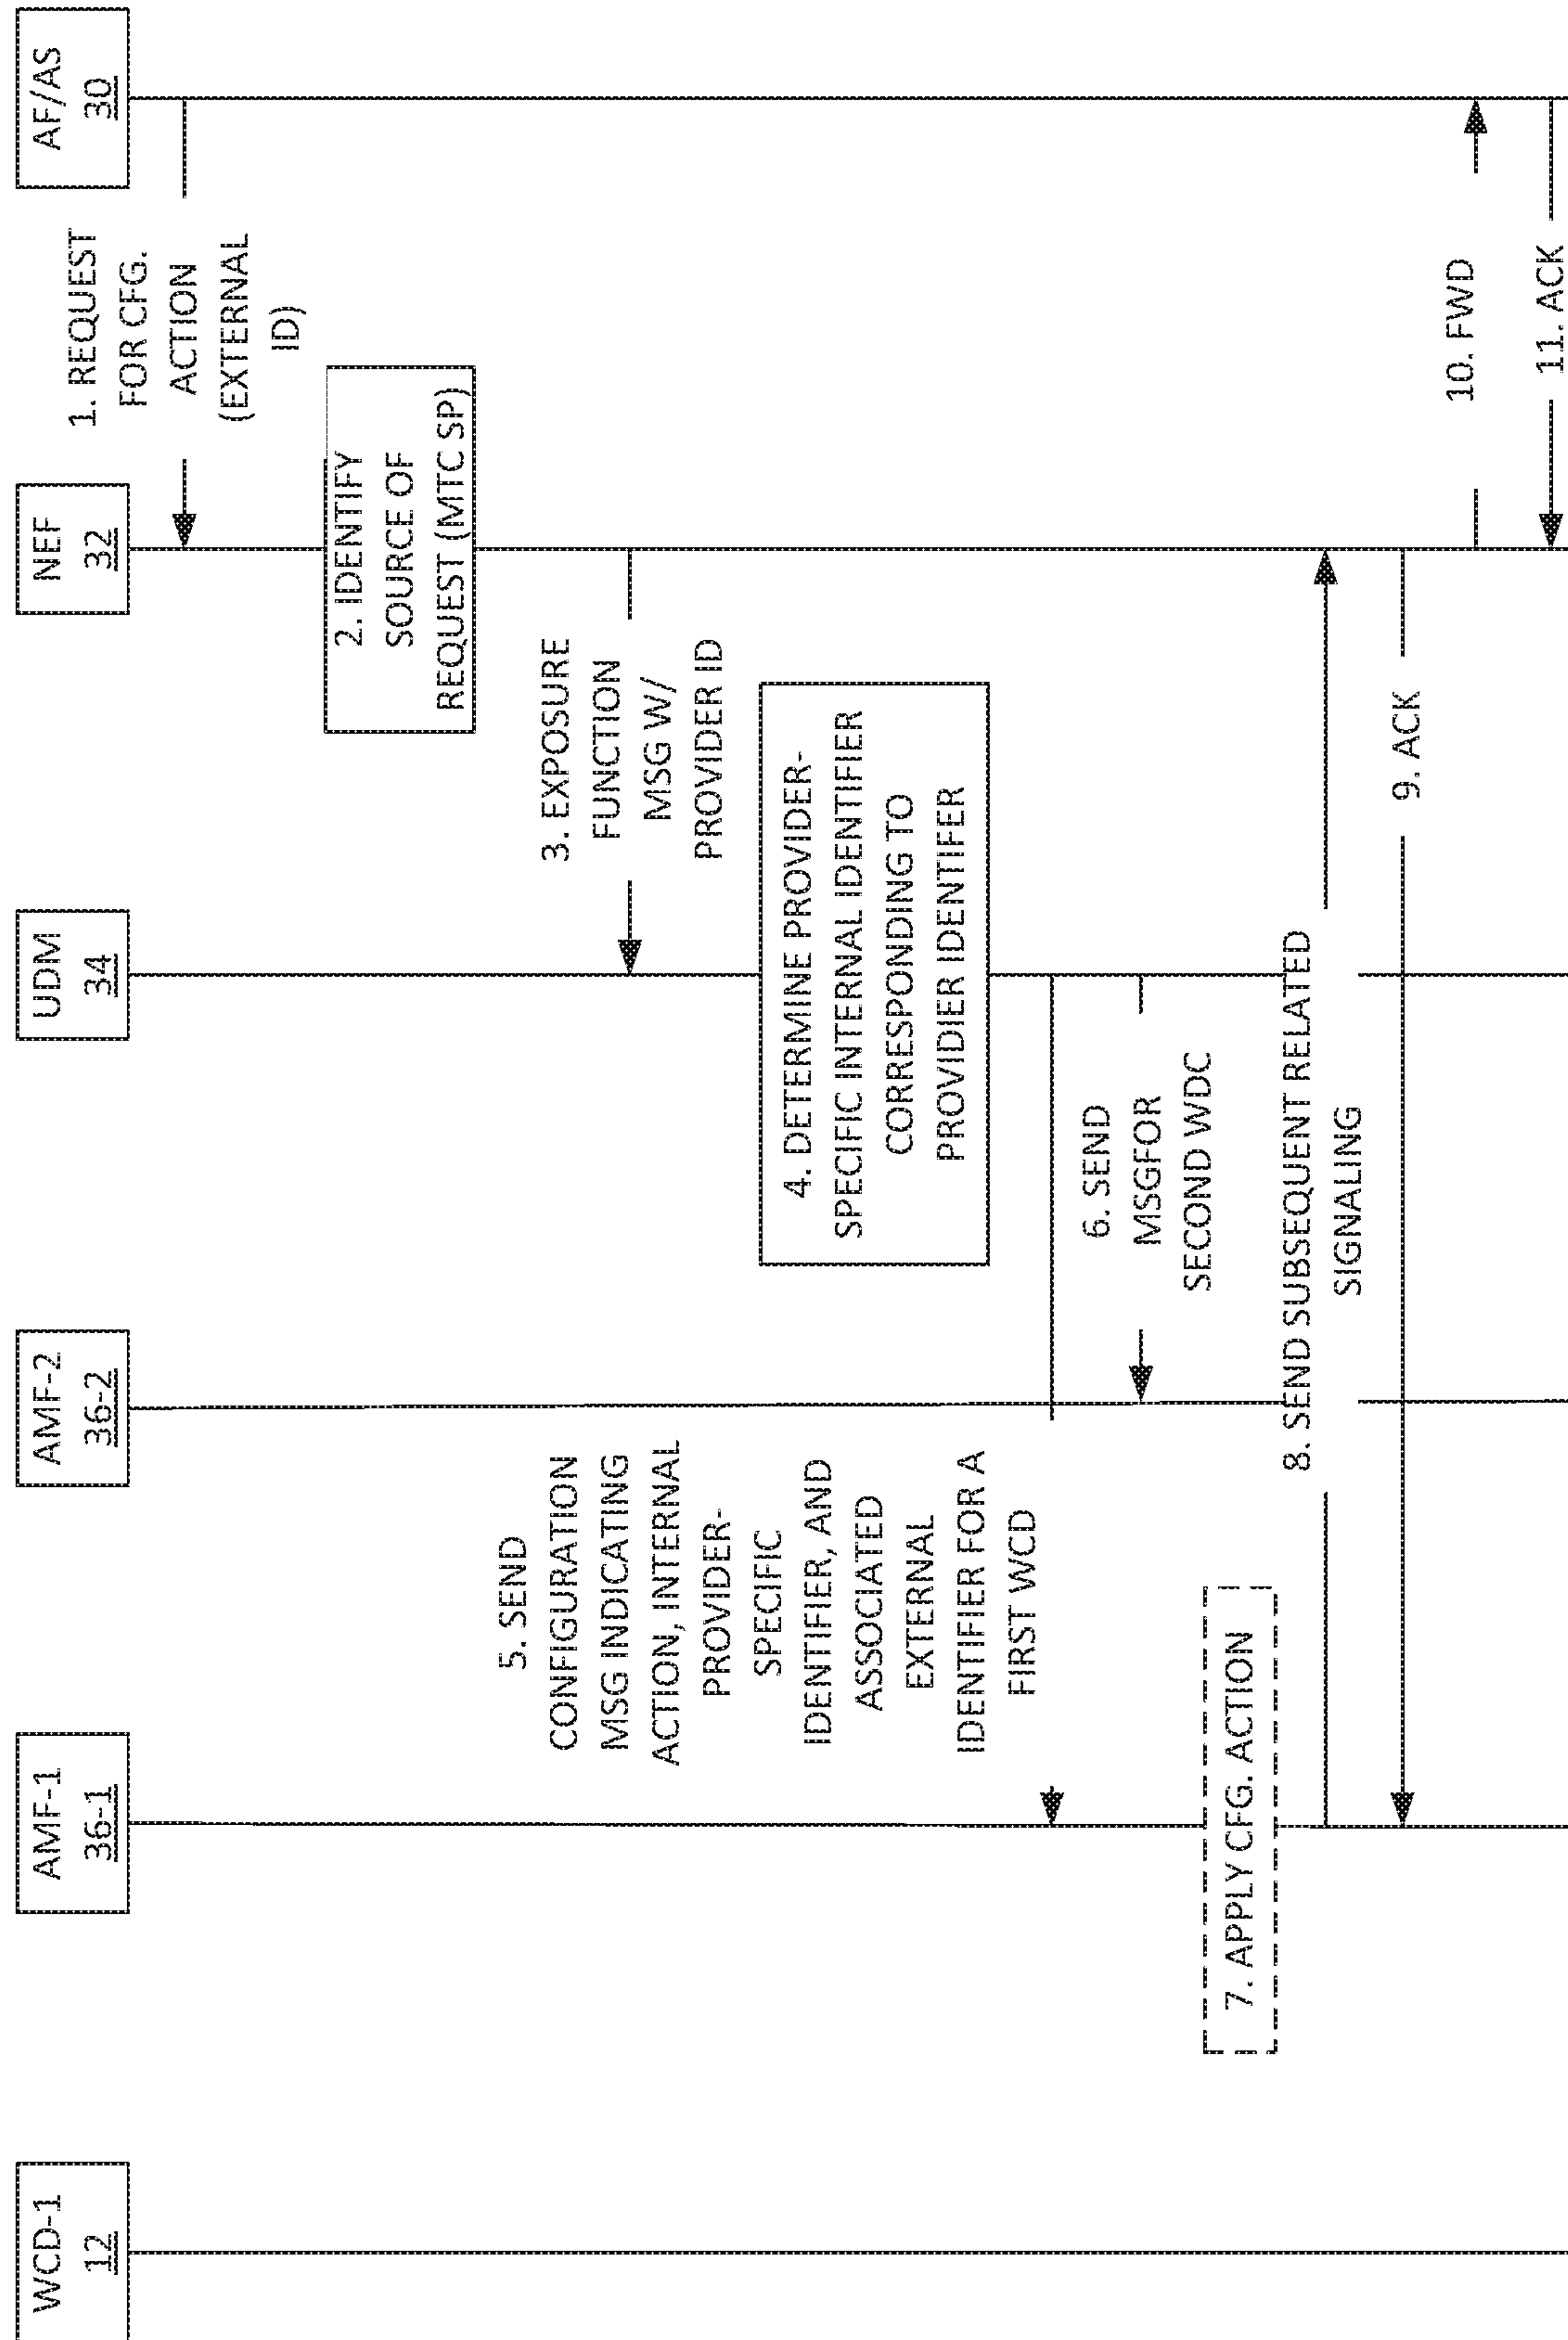 WCD-1
12
AMF-1
36-1
AMF-2
36-2
UDM
34
NEF
32
AF/AS
30
1. REQUEST
FOR CFG.
ACTION
(EXTERNAL
ID)
2. IDENTIFY
SOURCE OF
REQUEST (MTC SP)
3. EXPOSURE
FUNCTION
MSG W/
PROVIDER ID
4. DETERMINE PROVIDER-
SPECIFIC INTERNAL IDENTIFIER
CORRESPONDING TO
PROVIDIER IDENTIFER
5. SEND
CONFIGURATION
MSG INDICATING
ACTION, INTERNAL
PROVIDER-
SPECIFIC
IDENTIFIER, AND
ASSOCIATED
EXTERNAL
IDENTIFIER FOR A
FIRST WCD
6. SEND
MSGFOR
SECOND WDC
7. APPLY CFG. ACTION
8. SEND SUBSEQUENT RELATED
SIGNALING
9. ACK
10. FWD
11. ACK